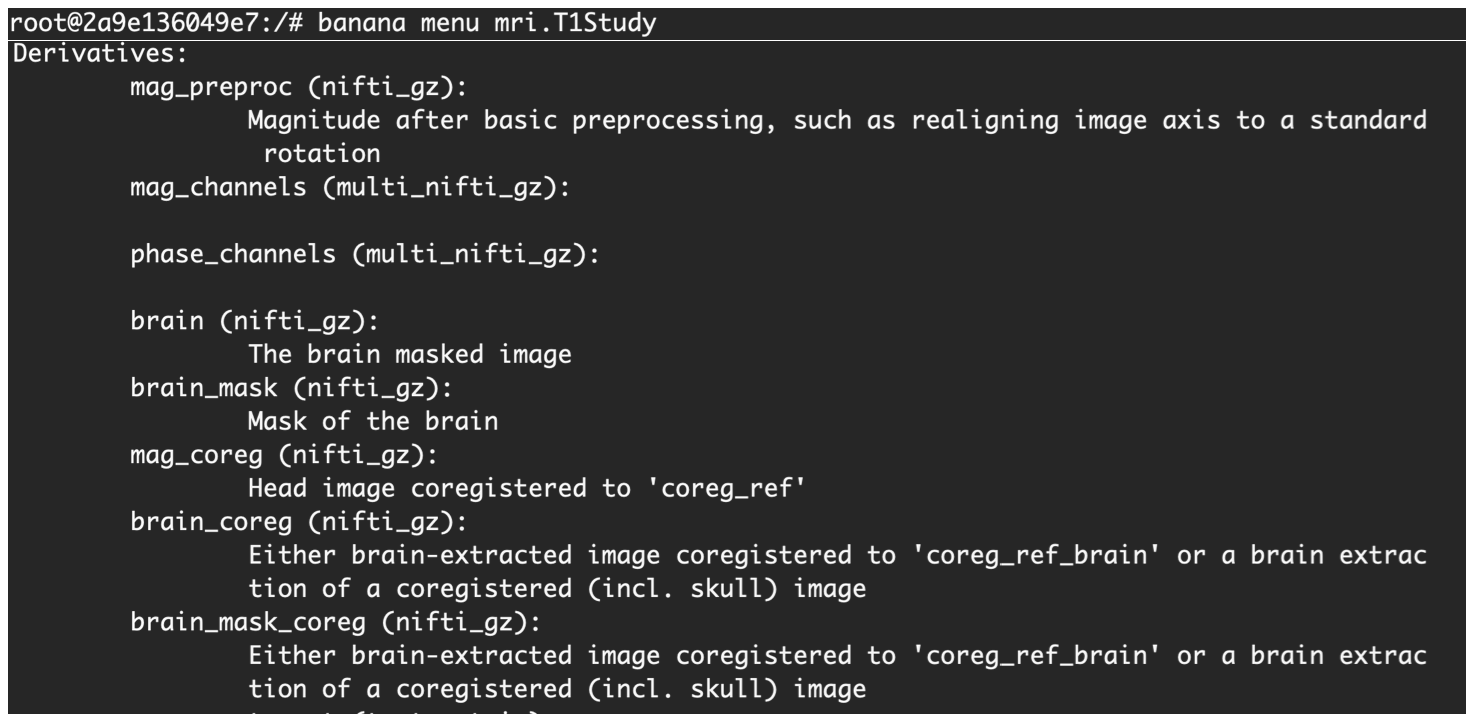 root@2a9e136049e7:/# banana menu mri.T1Study
Derivatives:
mag_preproc (nifti_gz):
Magnitude after basic preprocessing, such as realigning image axis to a standard
rotation
mag_channels (multi_nifti_gz):
phase_channels (multi_nifti_gz):
brain (nifti_gz):
The brain masked image
brain_mask (nifti_gz):
Mask of the brain
mag_coreg (nifti_gz):
Head image coregistered to 'coreg_ref'
brain_coreg (nifti_gz):
Either brain-extracted image coregistered to 'coreg_ref_brain' or a brain extrac
tion of a coregistered (incl. skull) image
brain_mask_coreg (nifti_gz):
Either brain-extracted image coregistered to 'coreg_ref_brain' or a brain extrac
tion of a coregistered (incl. skull) image